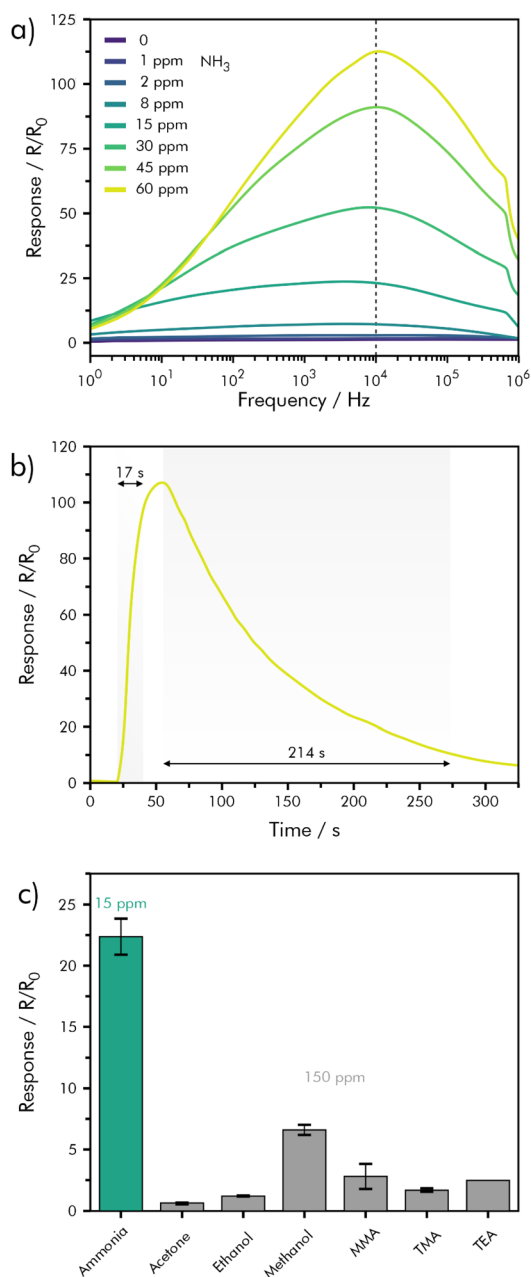 a)
Response / R/R0
125
100
75
50
25
0
0
1 ppm NH3
2 ppm
8 ppm
15 ppm
30 ppm
45 ppm
60 ppm
10^0 10^1 10^2 10^3 10^4 10^5 10^6
Frequency / Hz
b)
Response / R/R0
120
100
80
60
40
20
0
17 s
214 s
0 50 100 150 200 250 300
Time / s
c)
Response / R/R0
25
22
15
10
5
2
0
15 ppm
150 ppm
Ammonia Acetone Ethanol Methanol MMA TMA TEA